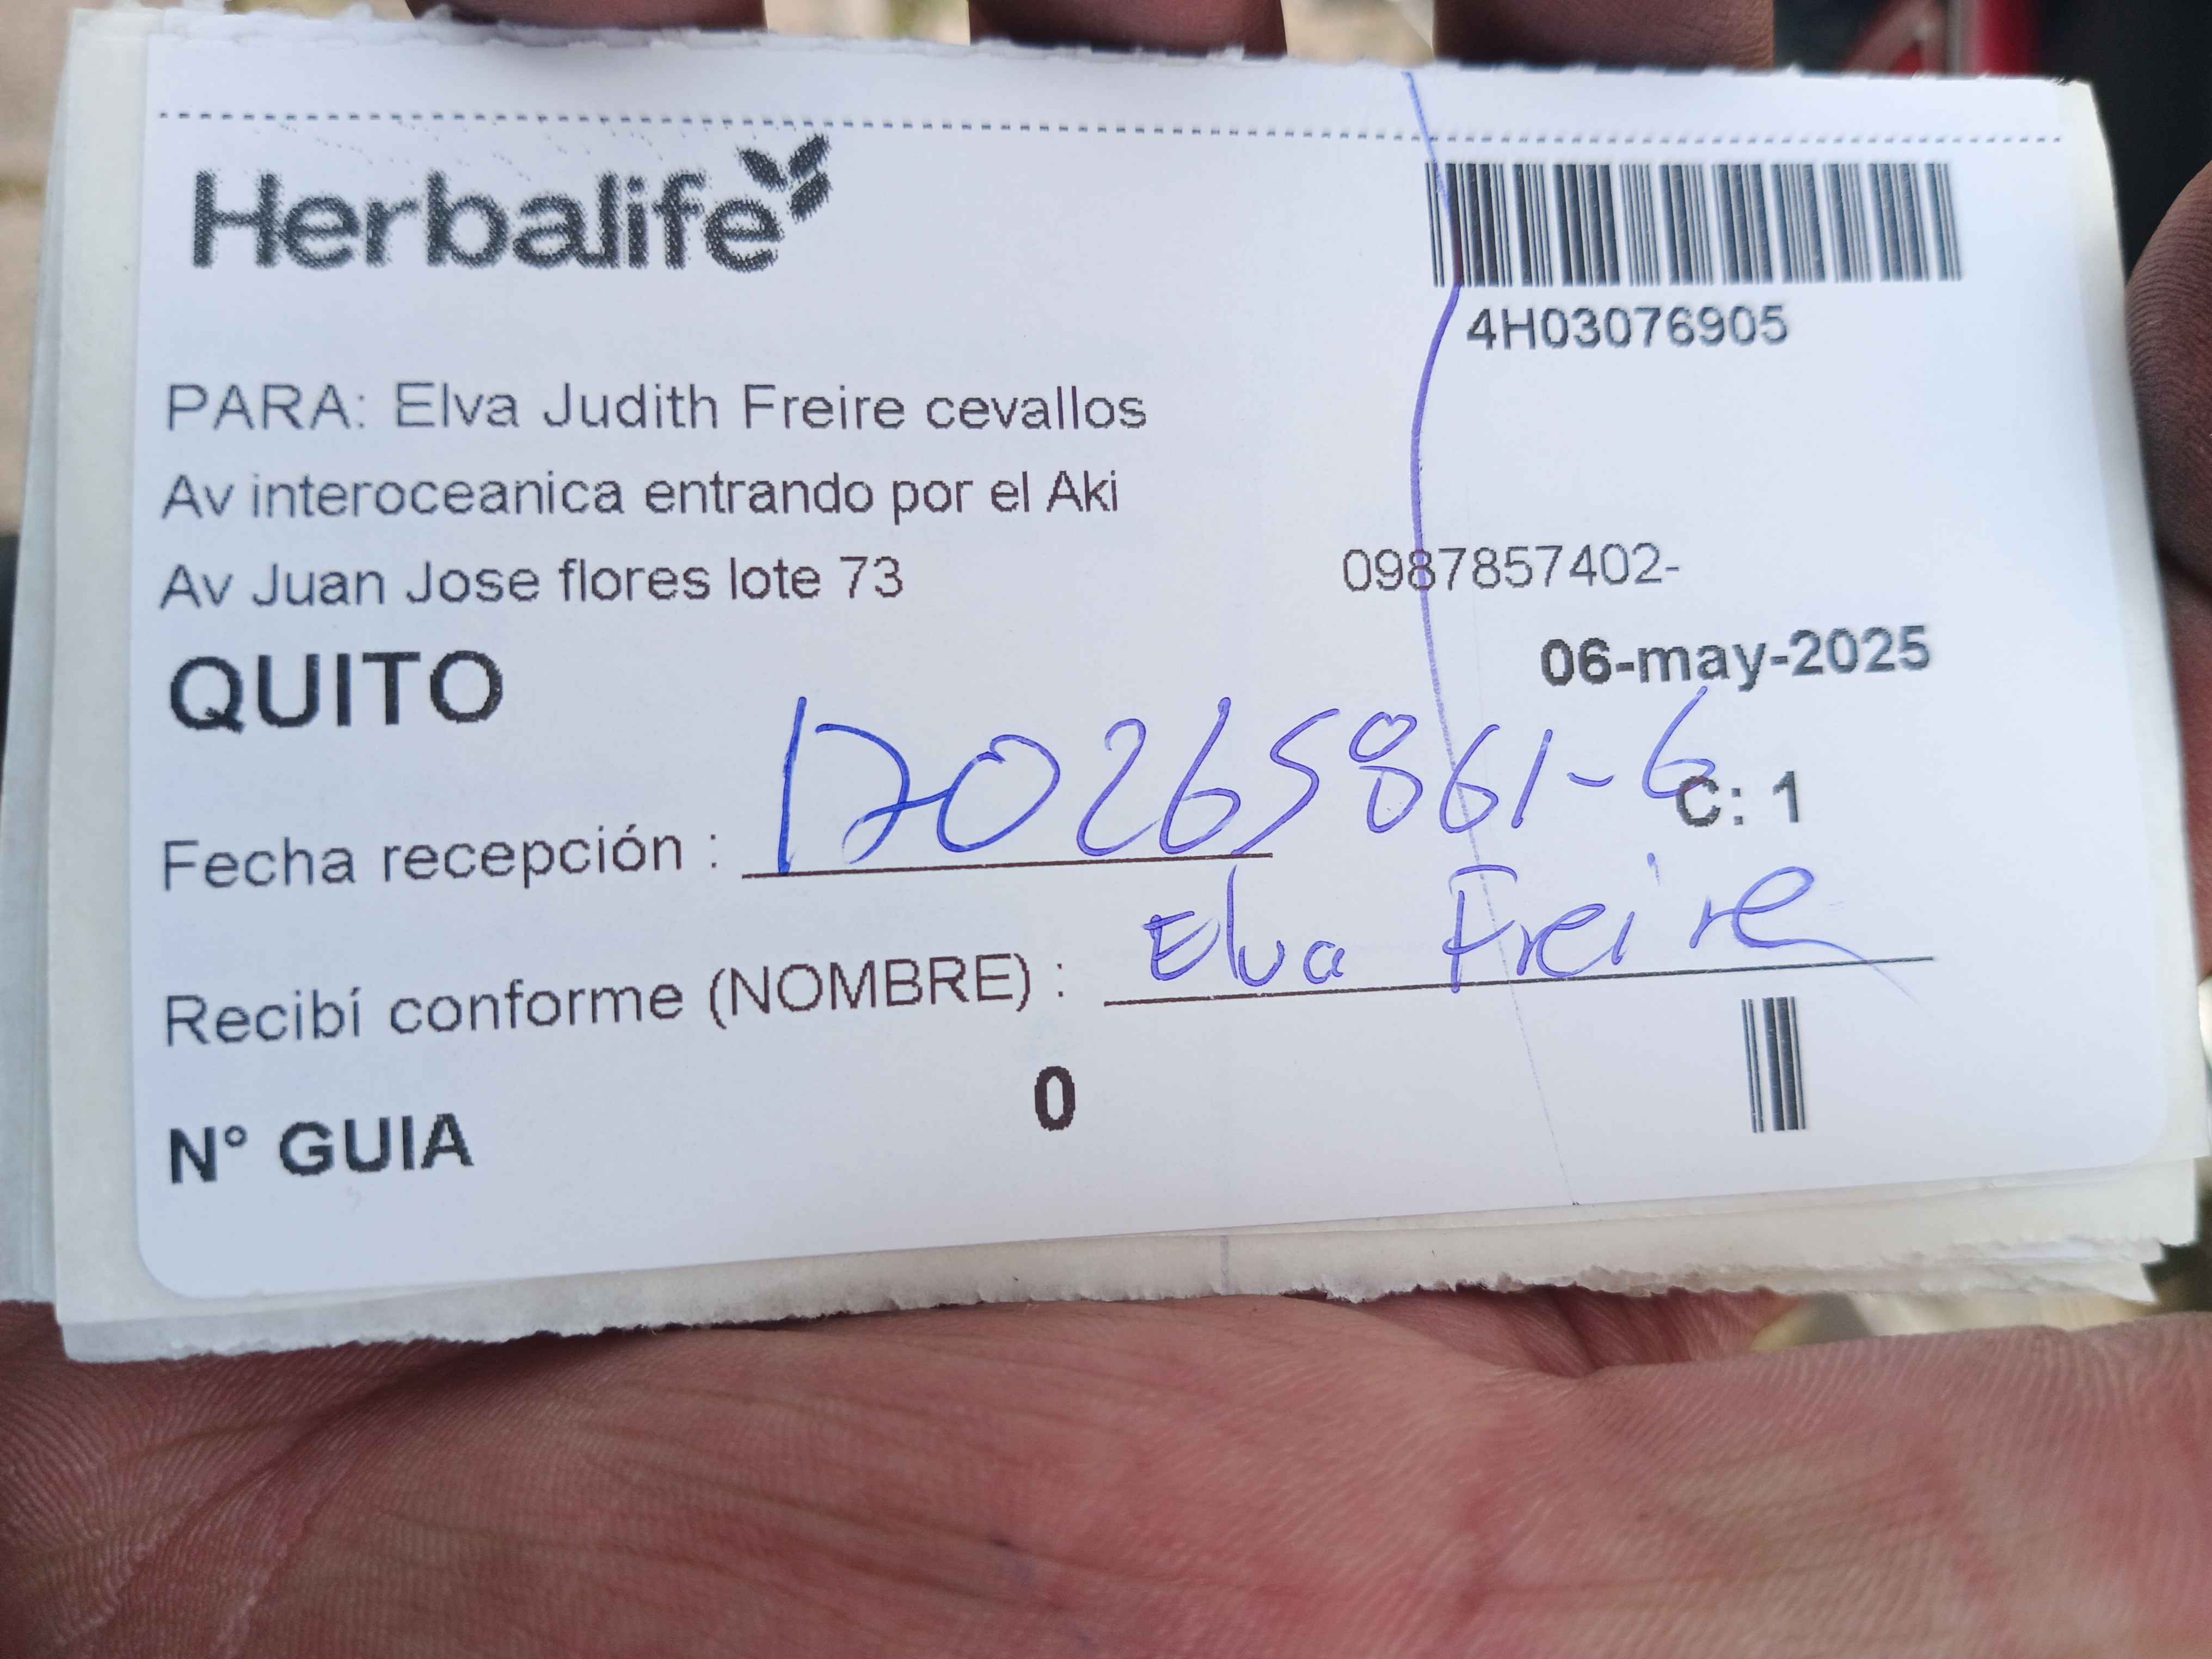 Herbalife
4H03076905
PARA: Elva Judith Freire cevallos
Av interoceanica entrando por el Aki
Av Juan Jose flores lote 73
0987857402-
QUITO
06-may-2025
Fecha recepción : 170265861-6
C: 1
Recibí conforme (NOMBRE) : Elva Freire
N° GUIA
0